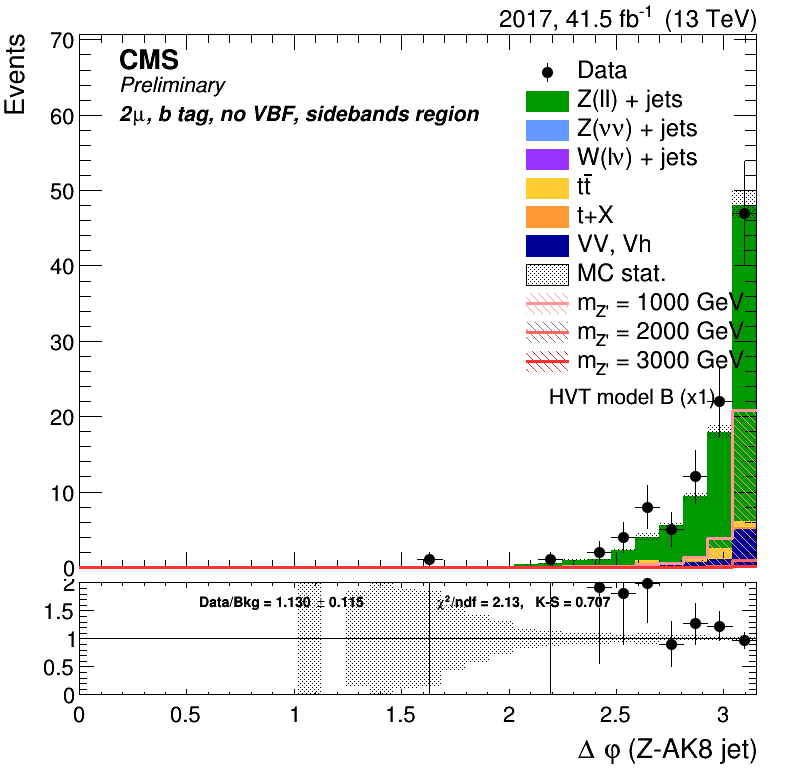 2017, 41.5 fb⁻¹ (13 TeV)
Events
CMS
Preliminary
2μ, b tag, no VBF, sidebands region
Data
Z(ll) + jets
Z(νν) + jets
W(lν) + jets
tt̄
t+X
VV, Vh
MC stat.
m_Z' = 1000 GeV
m_Z' = 2000 GeV
m_Z' = 3000 GeV
HVT model B (x1)
70
60
50
40
30
20
10
0
Data/Bkg = 1.130 ± 0.115 χ²/ndf = 2.13, K-S = 0.707
2
1.5
1
0.5
0
0 0.5 1 1.5 2 2.5 3
Δ φ (Z-AK8 jet)